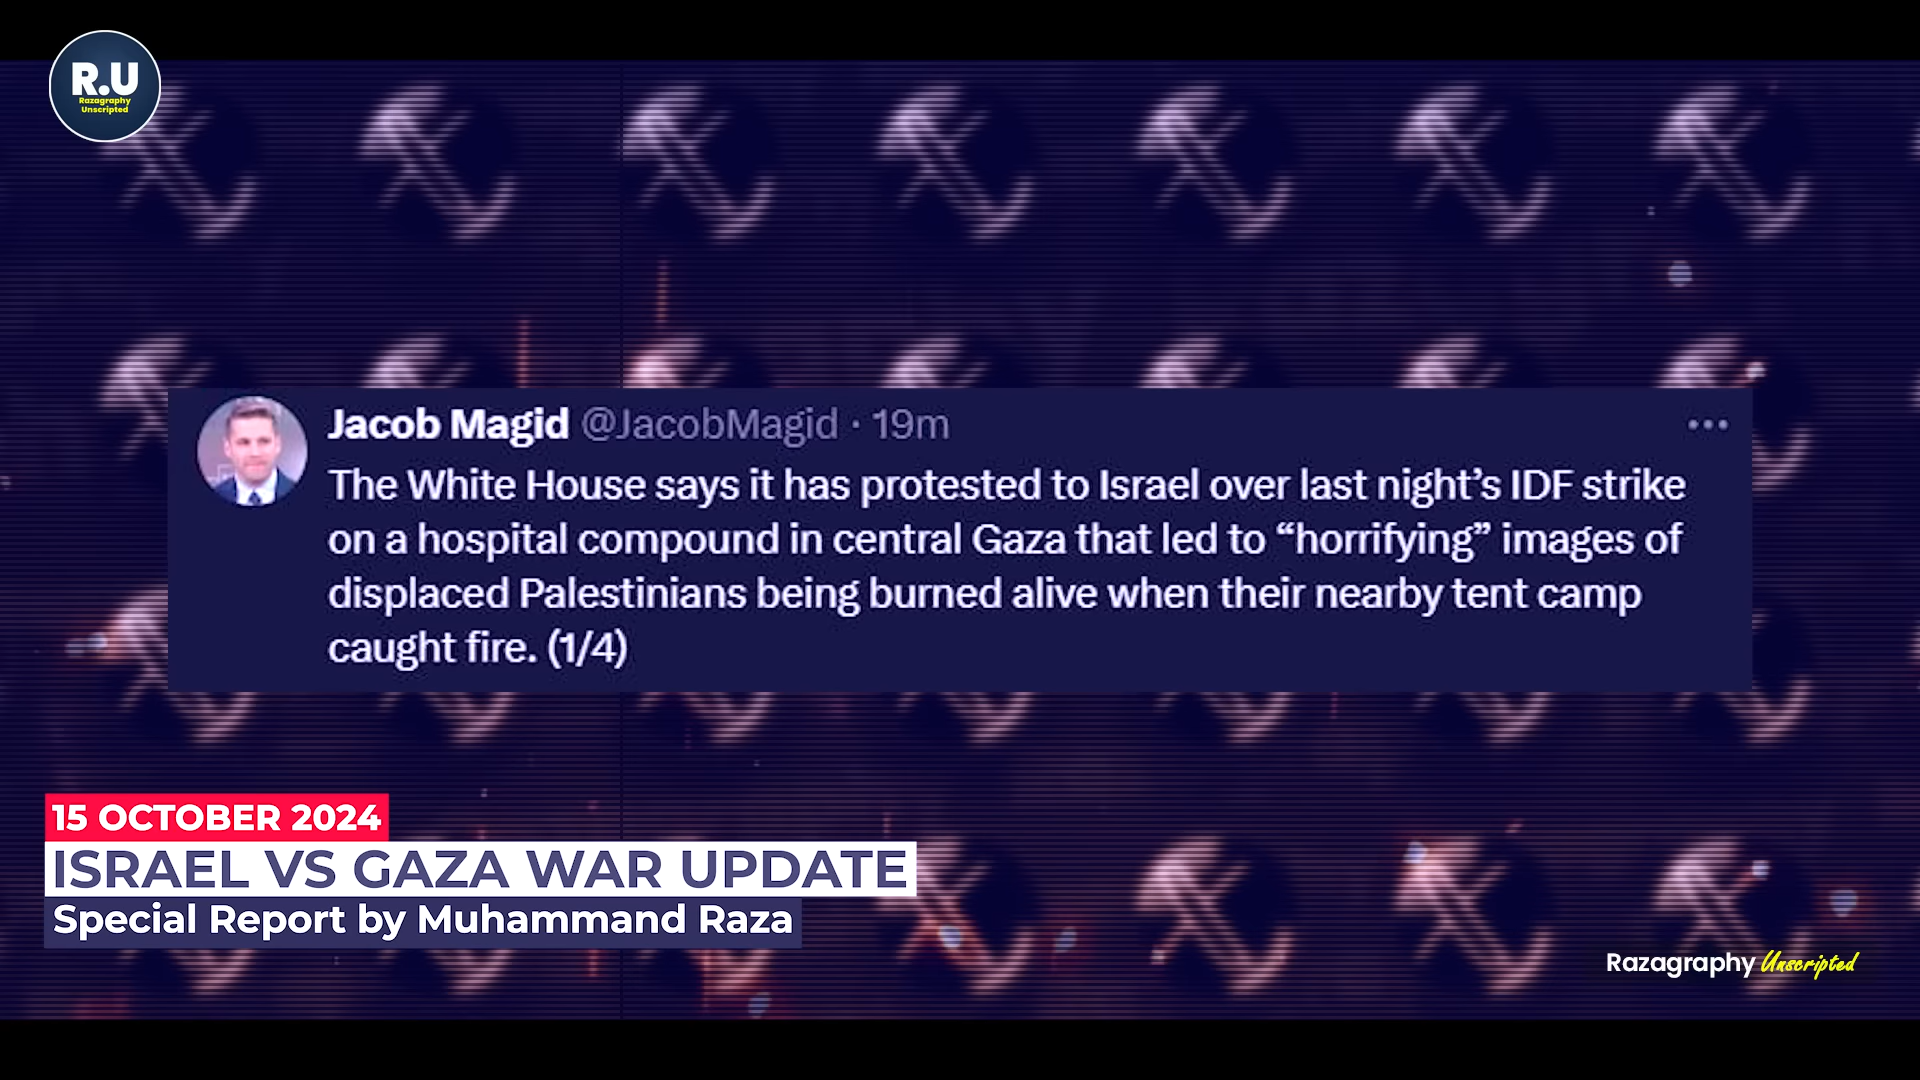 R.U
Razagraphy
Unscripted
Jacob Magid @JacobMagid · 19m
The White House says it has protested to Israel over last night’s IDF strike
on a hospital compound in central Gaza that led to “horrifying” images of
displaced Palestinians being burned alive when their nearby tent camp
caught fire. (1/4)
15 OCTOBER 2024
ISRAEL VS GAZA WAR UPDATE
Special Report by Muhammand Raza
Razagraphy Unscripted